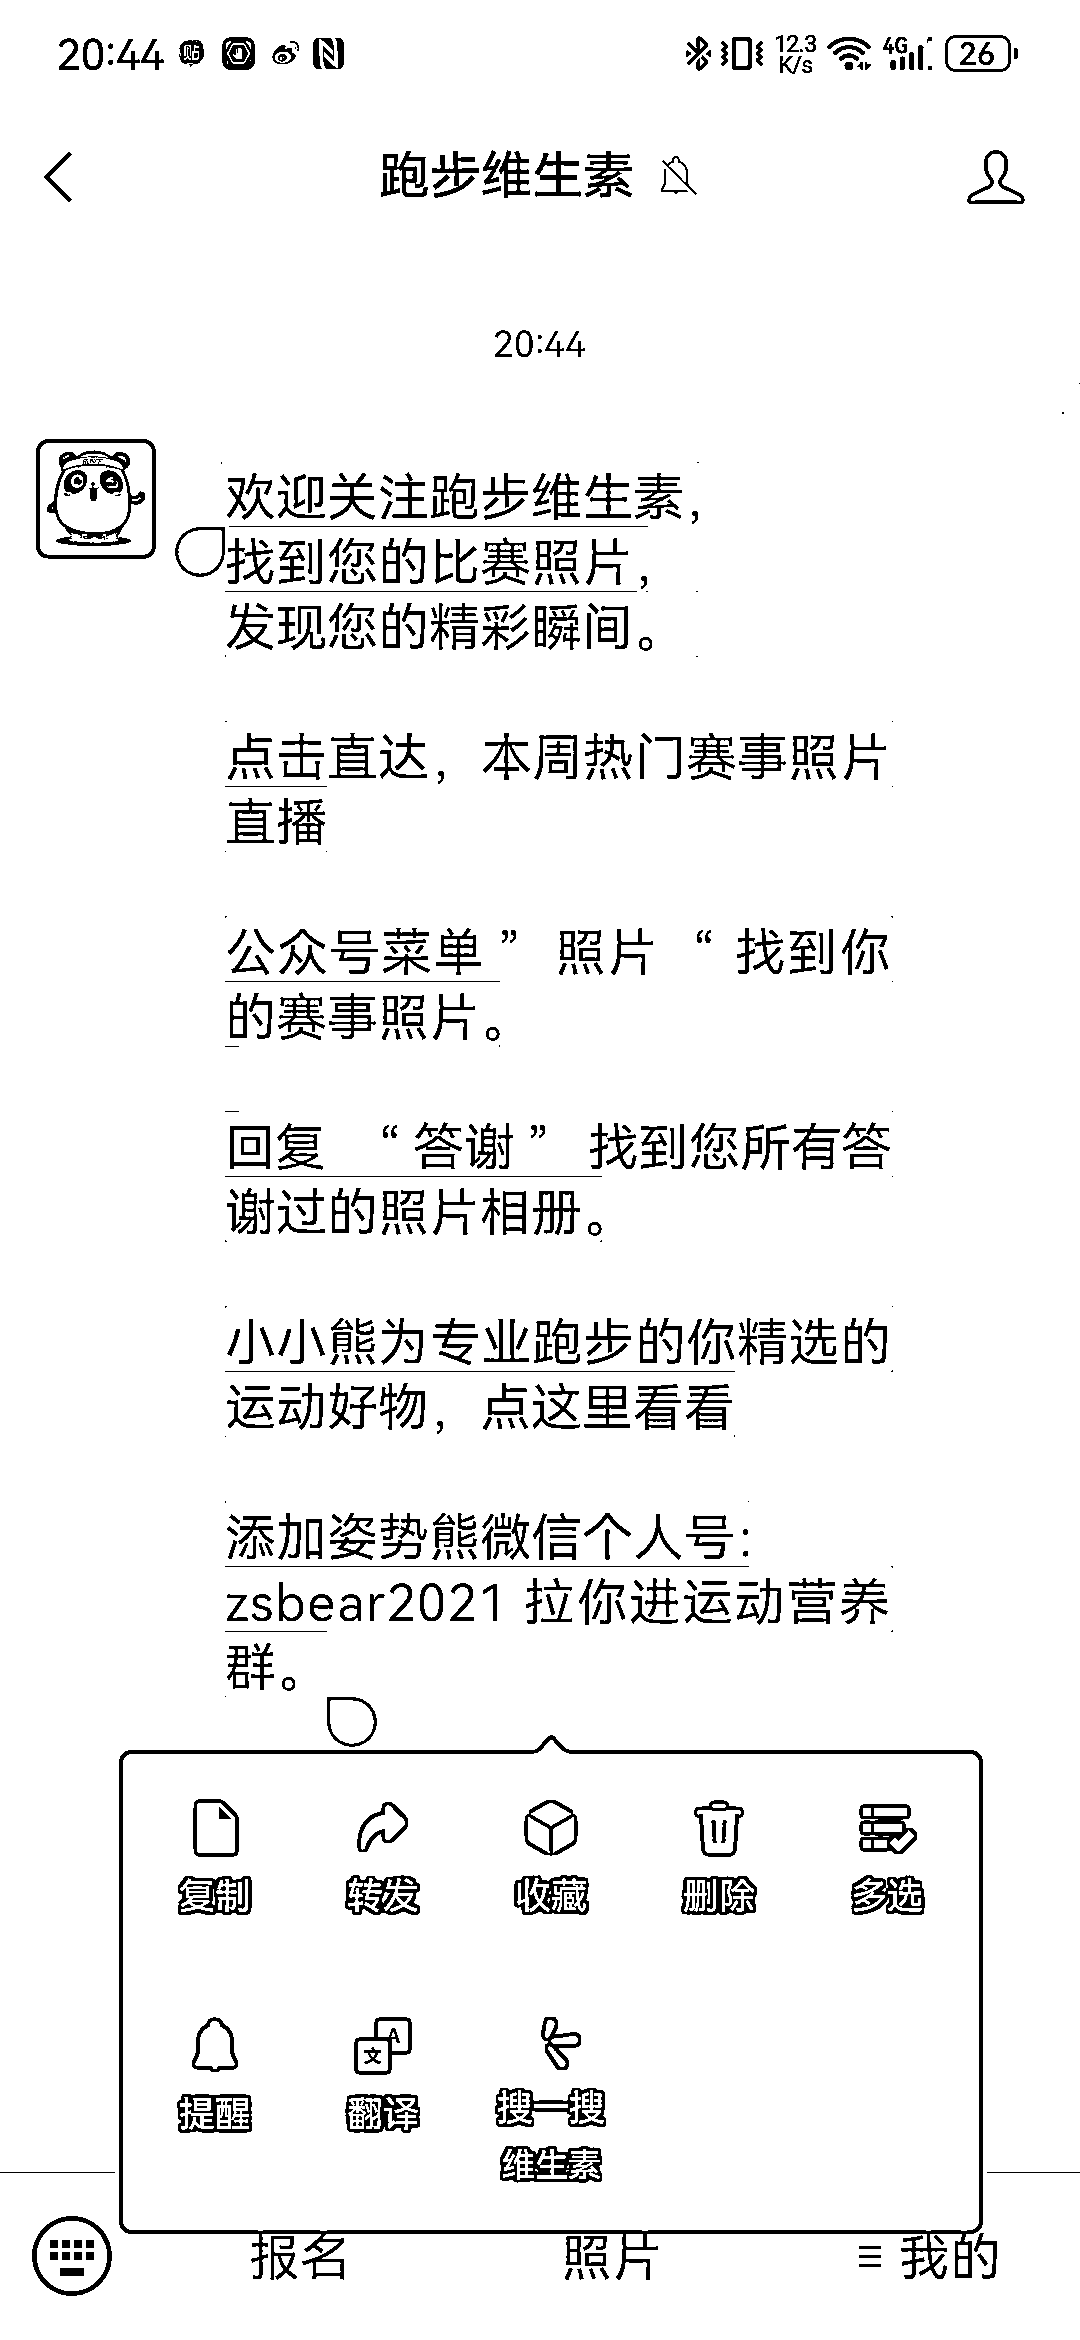 20:44
12.3
K/s
4G
26
跑步维生素
20:44
欢迎关注跑步维生素，
找到您的比赛照片，
发现您的精彩瞬间。
点击直达，本周热门赛事照片
直播
公众号菜单 ” 照片 “ 找到你
的赛事照片。
回复 “ 答谢 ” 找到您所有答
谢过的照片相册。
小小熊为专业跑步的你精选的
运动好物，点这里看看
添加姿势熊微信个人号:
zsbear2021 拉你进运动营养
群。
复制 转发 收藏 删除 多选
提醒 翻译 搜一搜
维生素
报名 照片 我的